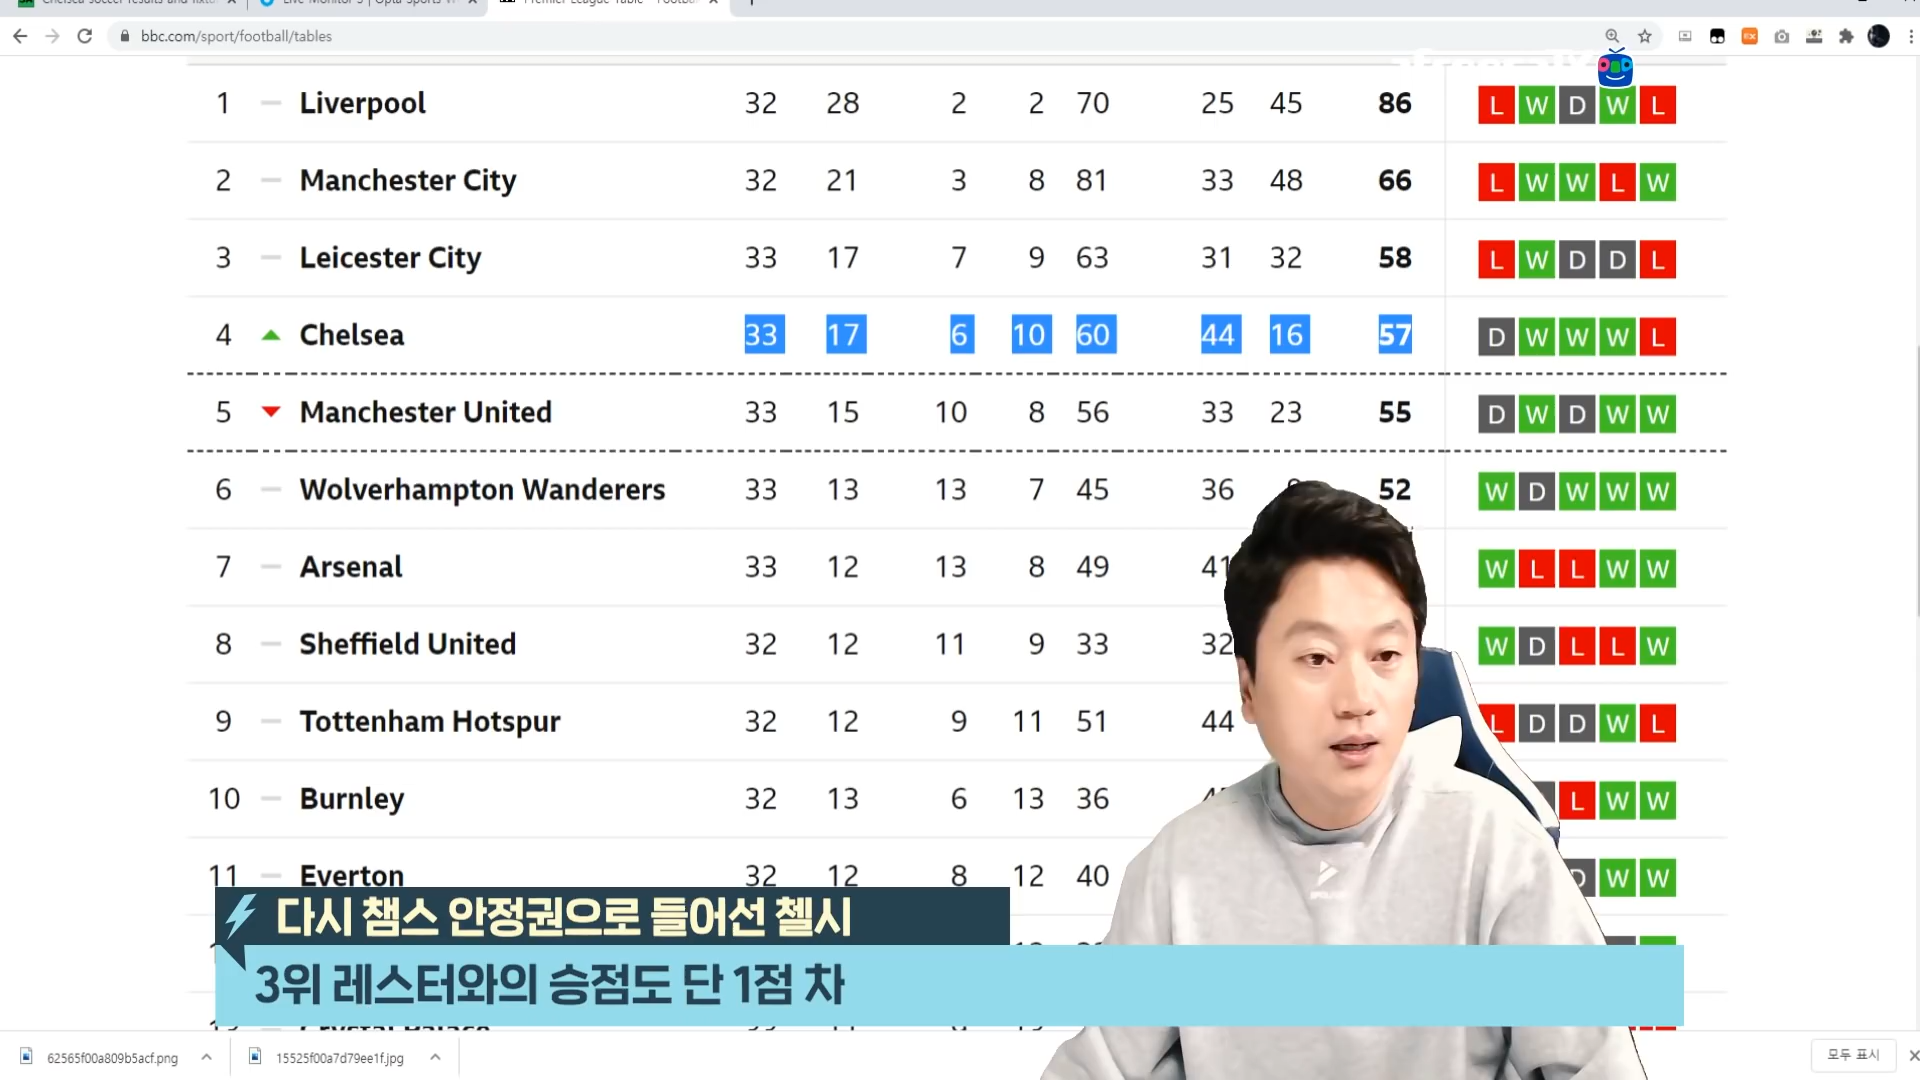 bbc.com/sport/football/tables
1 Liverpool 32 28 2 2 70 25 45 86 L W D W L
2 Manchester City 32 21 3 8 81 33 48 66 L W W L W
3 Leicester City 33 17 7 9 63 31 32 58 L W D D L
4 Chelsea 33 17 6 10 60 44 16 57 D W W W L
5 Manchester United 33 15 10 8 56 33 23 55 D W D W W
6 Wolverhampton Wanderers 33 13 13 7 45 36 52 W D W W W
7 Arsenal 33 12 13 8 49 41 W L L W W
8 Sheffield United 32 12 11 9 33 32 W D L L W
9 Tottenham Hotspur 32 12 9 11 51 44 L D D W L
10 Burnley 32 13 6 13 36 L W W
11 Everton 32 12 8 12 40 D W W
다시 챔스 안정권으로 들어선 첼시
3위 레스터와의 승점도 단 1점 차
62565f00a809b5acf.png
15525f00a7d79ee1f.jpg
모두 표시